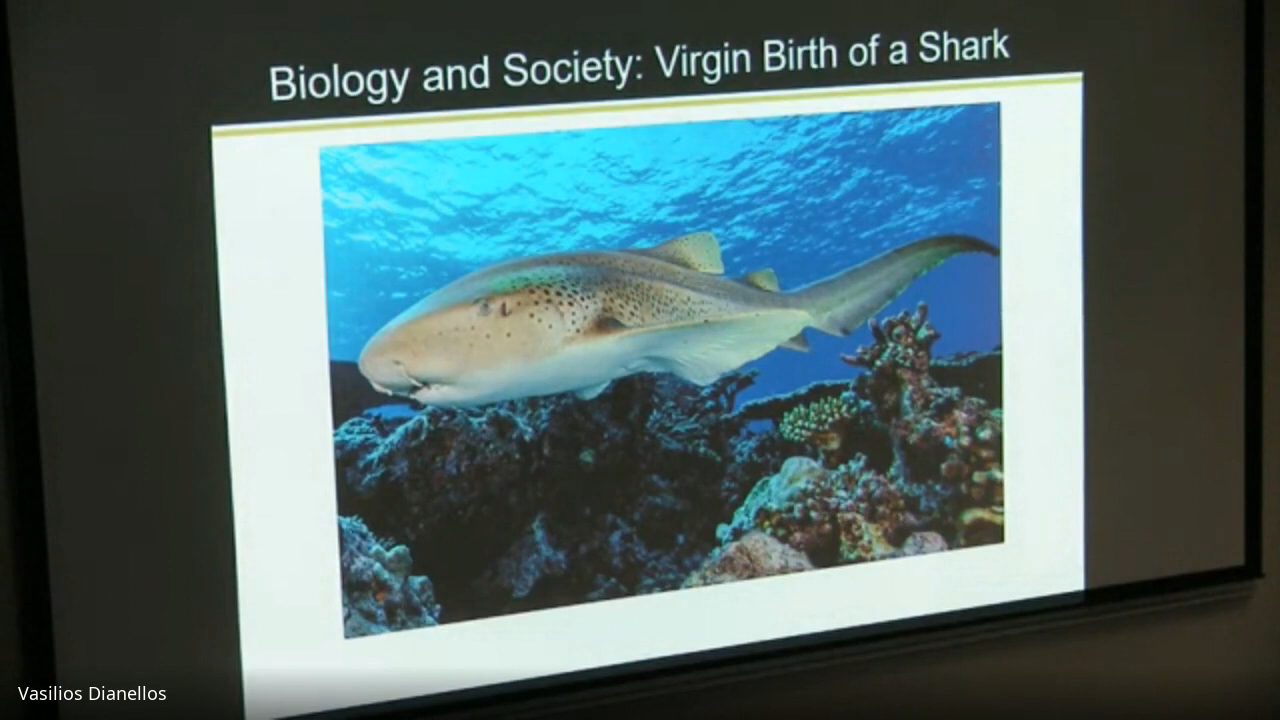 Biology and Society: Virgin Birth of a Shark
Vasilios Dianellos